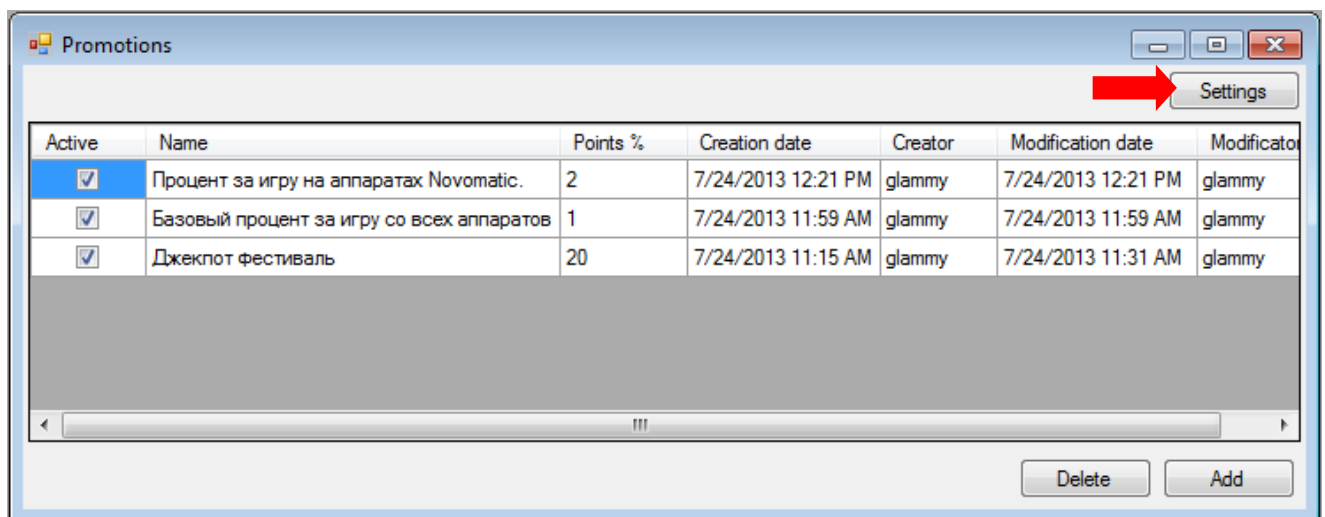 Promotions
Settings
Active Name Points % Creation date Creator Modification date Modificator
Процент за игру на аппаратах Novomatic. 2 7/24/2013 12:21 PM glammy 7/24/2013 12:21 PM glammy
Базовый процент за игру со всех аппаратов 1 7/24/2013 11:59 AM glammy 7/24/2013 11:59 AM glammy
Джекпот фестиваль 20 7/24/2013 11:15 AM glammy 7/24/2013 11:31 AM glammy
Delete Add